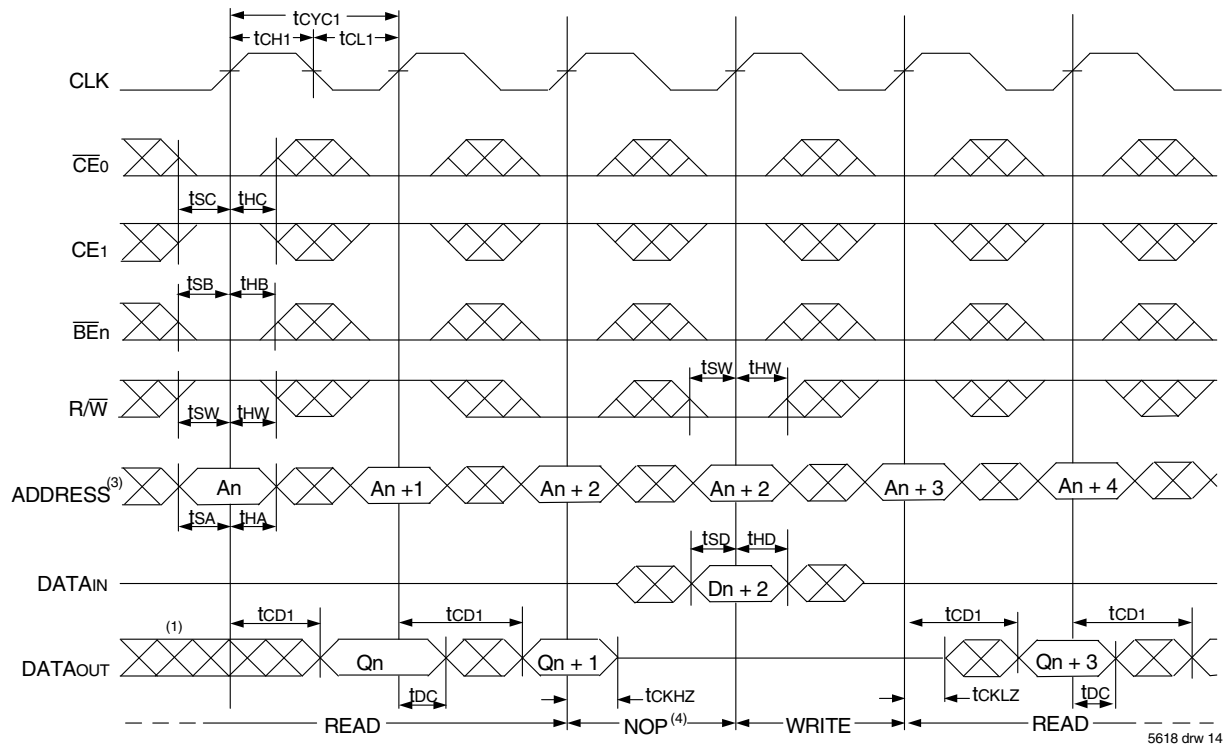 tCYC1
tCH1 tCL1
CLK
CE0
tSC tHC
CE1
tSB tHB
BEn
tSW tHW
R/W
tSW tHW
ADDRESS(3) An An +1 An + 2 An + 2 An + 3 An + 4
tSA tHA
tSD tHD
DATAIN Dn + 2
(1) tCD1 tCD1 tCD1 tCD1
DATAOUT Qn Qn + 1 Qn + 3
tDC tCKHZ tCKLZ tDC
READ NOP(4) WRITE READ
5618 drw 14